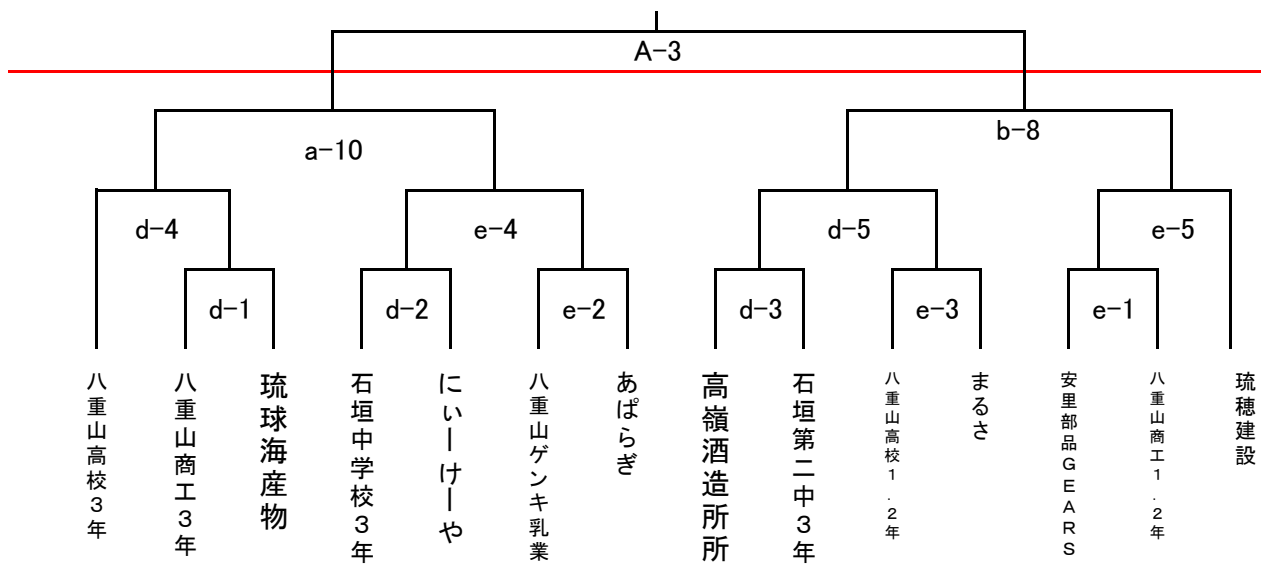 A-3
a-10
b-8
d-4
e-4
d-5
e-5
d-1
d-2
e-2
d-3
e-3
e-1
八重山高校３年
八重山商工３年
琉球海産物
石垣中学校３年
にぃーけーや
八重山ゲンキ乳業
あぱらぎ
高嶺酒造所所
石垣第二中３年
八重山高校１．２年
まるさ
安里部品ＧＥＡＲＳ
八重山商工１．２年
琉穂建設